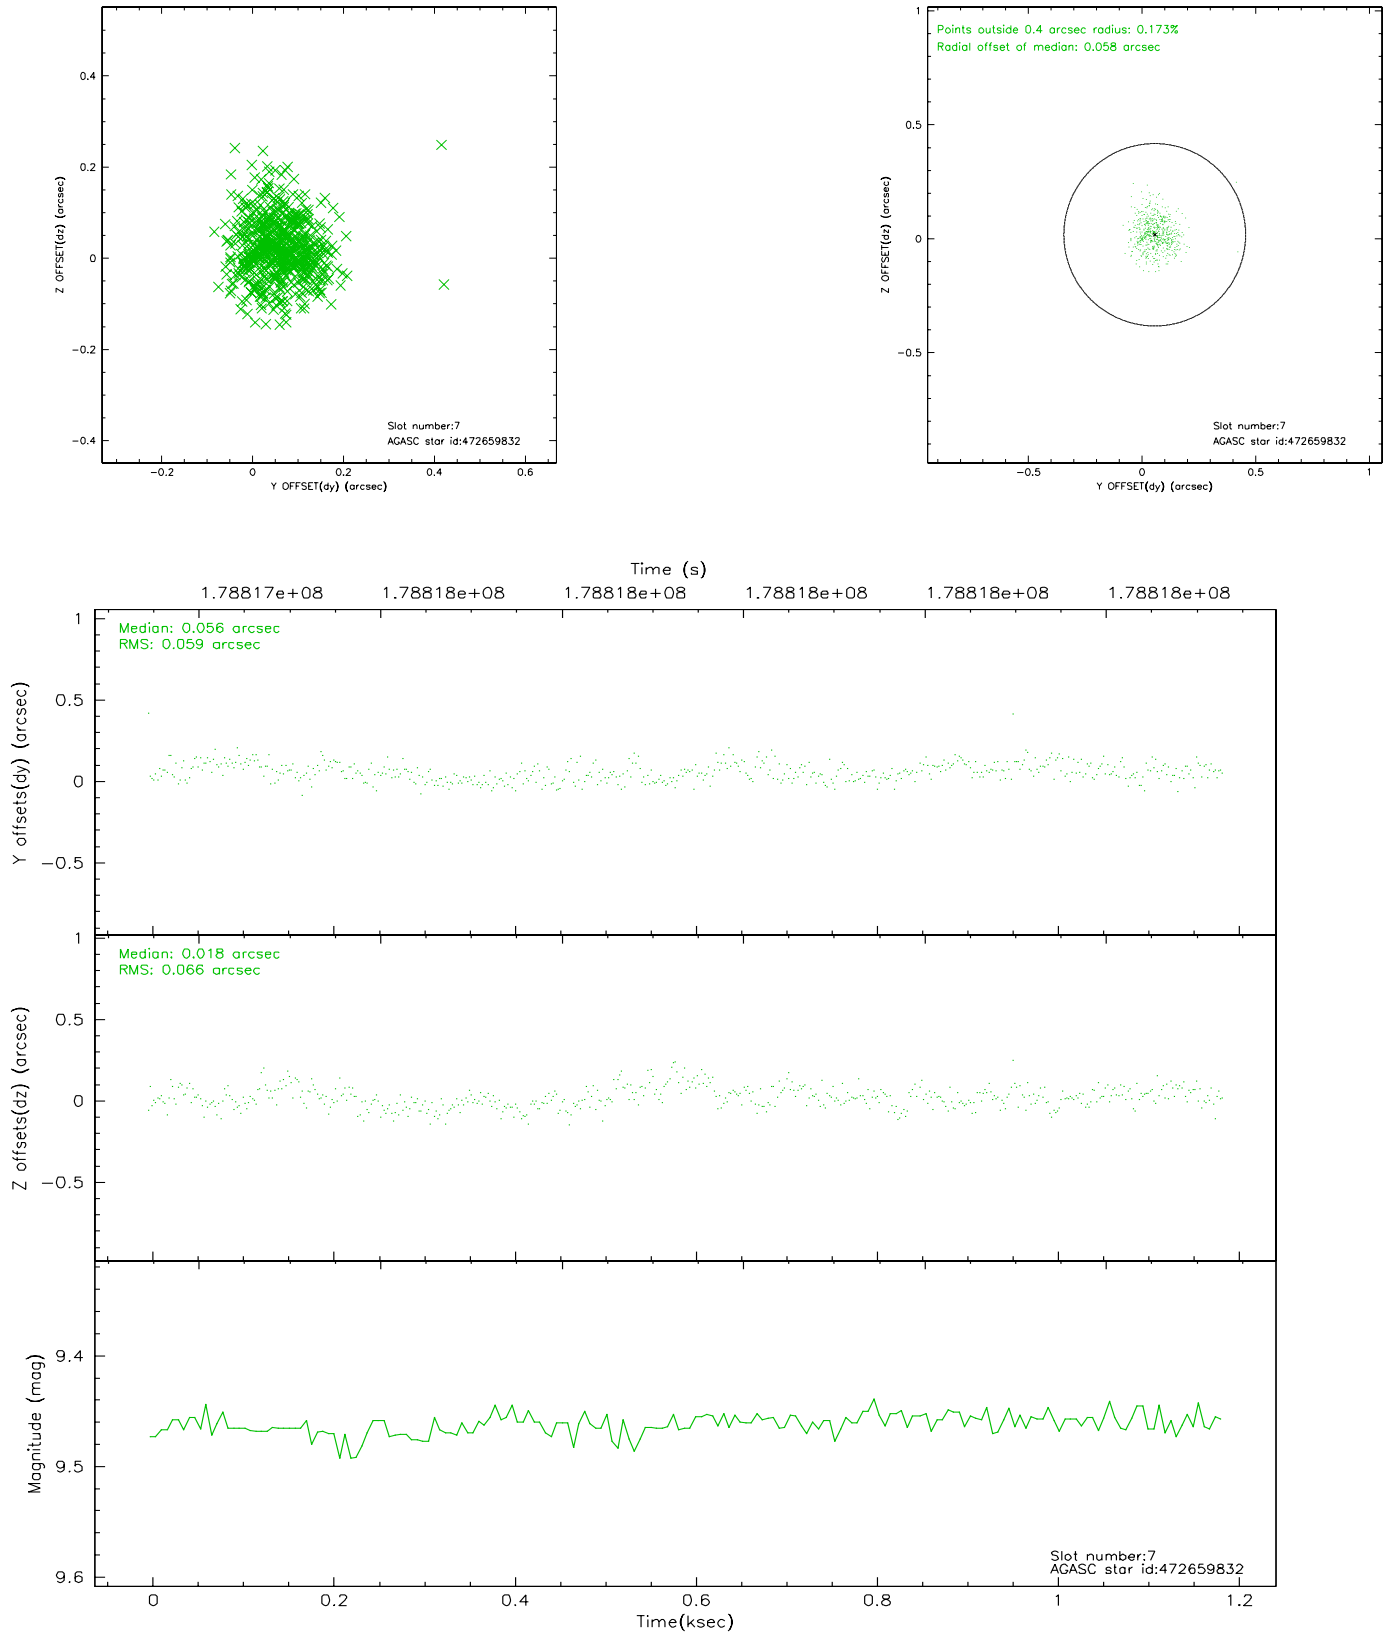 0.4
0.2
0
−0.2
−0.4
Z OFFSET(dz) (arcsec)
−0.2 0 0.2 0.4 0.6
Y OFFSET(dy) (arcsec)
Slot number:7
AGASC star id:472659832
Points outside 0.4 arcsec radius: 0.173%
Radial offset of median: 0.058 arcsec
1
0.5
0
−0.5
Z OFFSET(dz) (arcsec)
−0.5 0 0.5 1
Y OFFSET(dy) (arcsec)
Slot number:7
AGASC star id:472659832
Time (s)
1.78817e+08 1.78818e+08 1.78818e+08 1.78818e+08 1.78818e+08 1.78818e+08
Median: 0.056 arcsec
RMS: 0.059 arcsec
1
0.5
0
−0.5
Y offsets(dy) (arcsec)
Median: 0.018 arcsec
RMS: 0.066 arcsec
1
0.5
0
−0.5
Z offsets(dz) (arcsec)
9.4
9.5
9.6
Magnitude (mag)
Slot number:7
AGASC star id:472659832
0 0.2 0.4 0.6 0.8 1 1.2
Time(ksec)